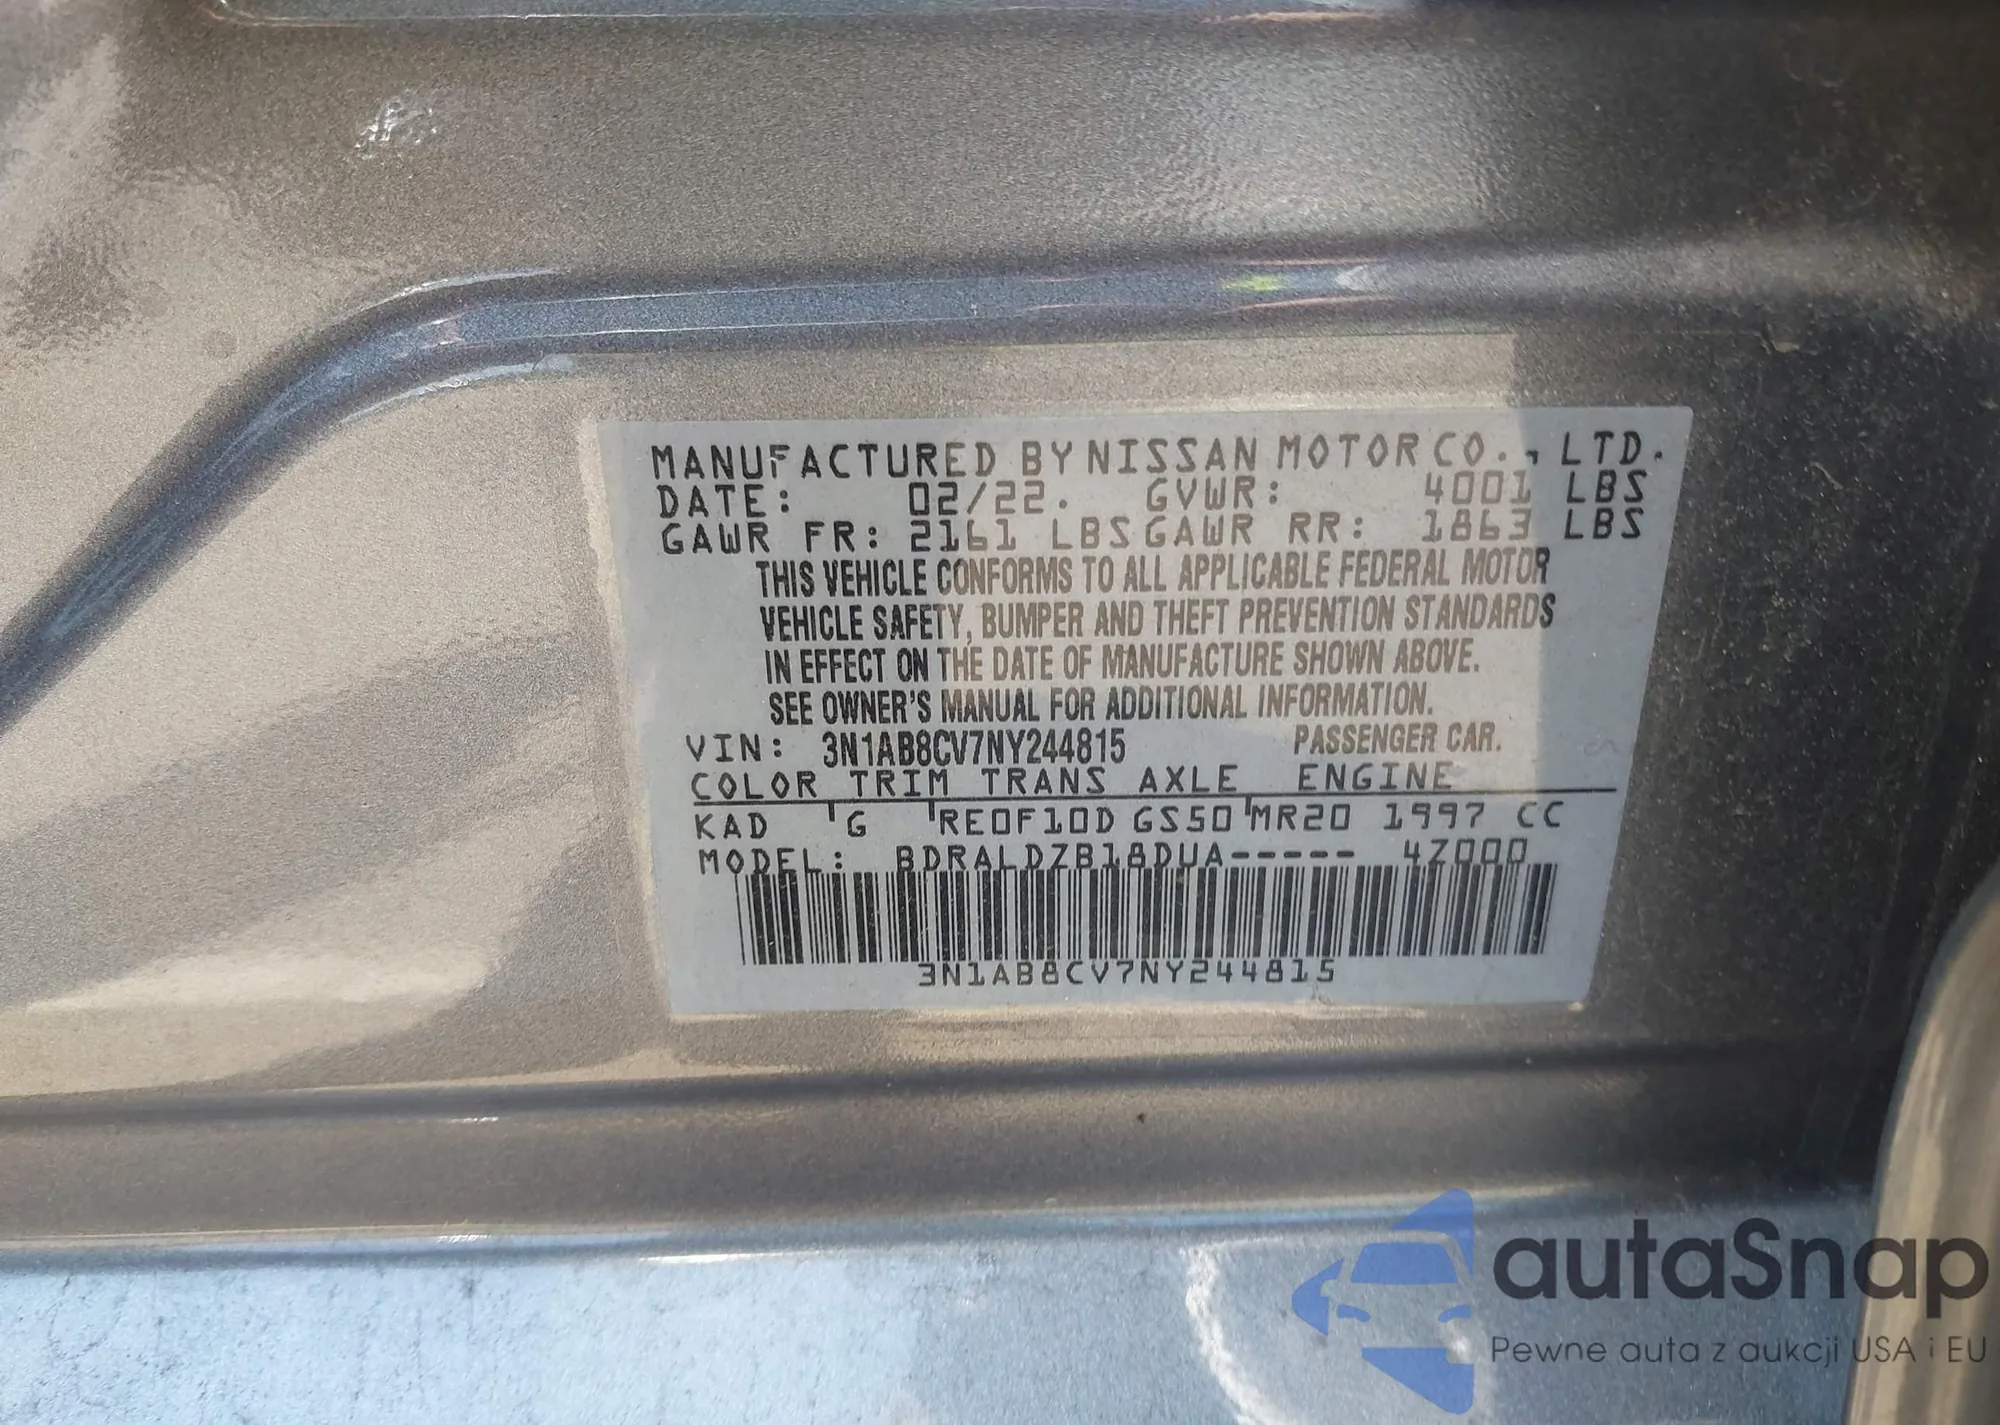 MANUFACTURED BY NISSAN MOTOR CO., LTD.
DATE: 02/22. GVWR: 4001 LBS
GAWR FR: 2161 LBS GAWR RR: 1863 LBS
THIS VEHICLE CONFORMS TO ALL APPLICABLE FEDERAL MOTOR
VEHICLE SAFETY, BUMPER AND THEFT PREVENTION STANDARDS
IN EFFECT ON THE DATE OF MANUFACTURE SHOWN ABOVE.
SEE OWNER'S MANUAL FOR ADDITIONAL INFORMATION.
VIN: 3N1AB8CV7NY244815 PASSENGER CAR.
COLOR TRIM TRANS AXLE ENGINE
KAD G RE0F10D GS50 MR20 1997 CC
MODEL: BDRALDZB18DUA----- 4Z000
3N1AB8CV7NY244815
autaSnap
Pewne auta z aukcji USA i EU